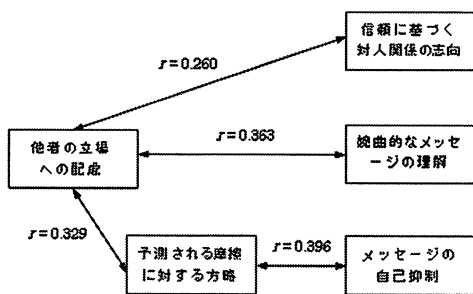 信頼に基づく
対人関係の志向
r=0.260
r=0.363
他者の立場
への配慮
婉曲的なメッセ
ージの理解
r=0.329
r=0.396
予測される摩擦
に対する方略
メッセージの
自己抑制